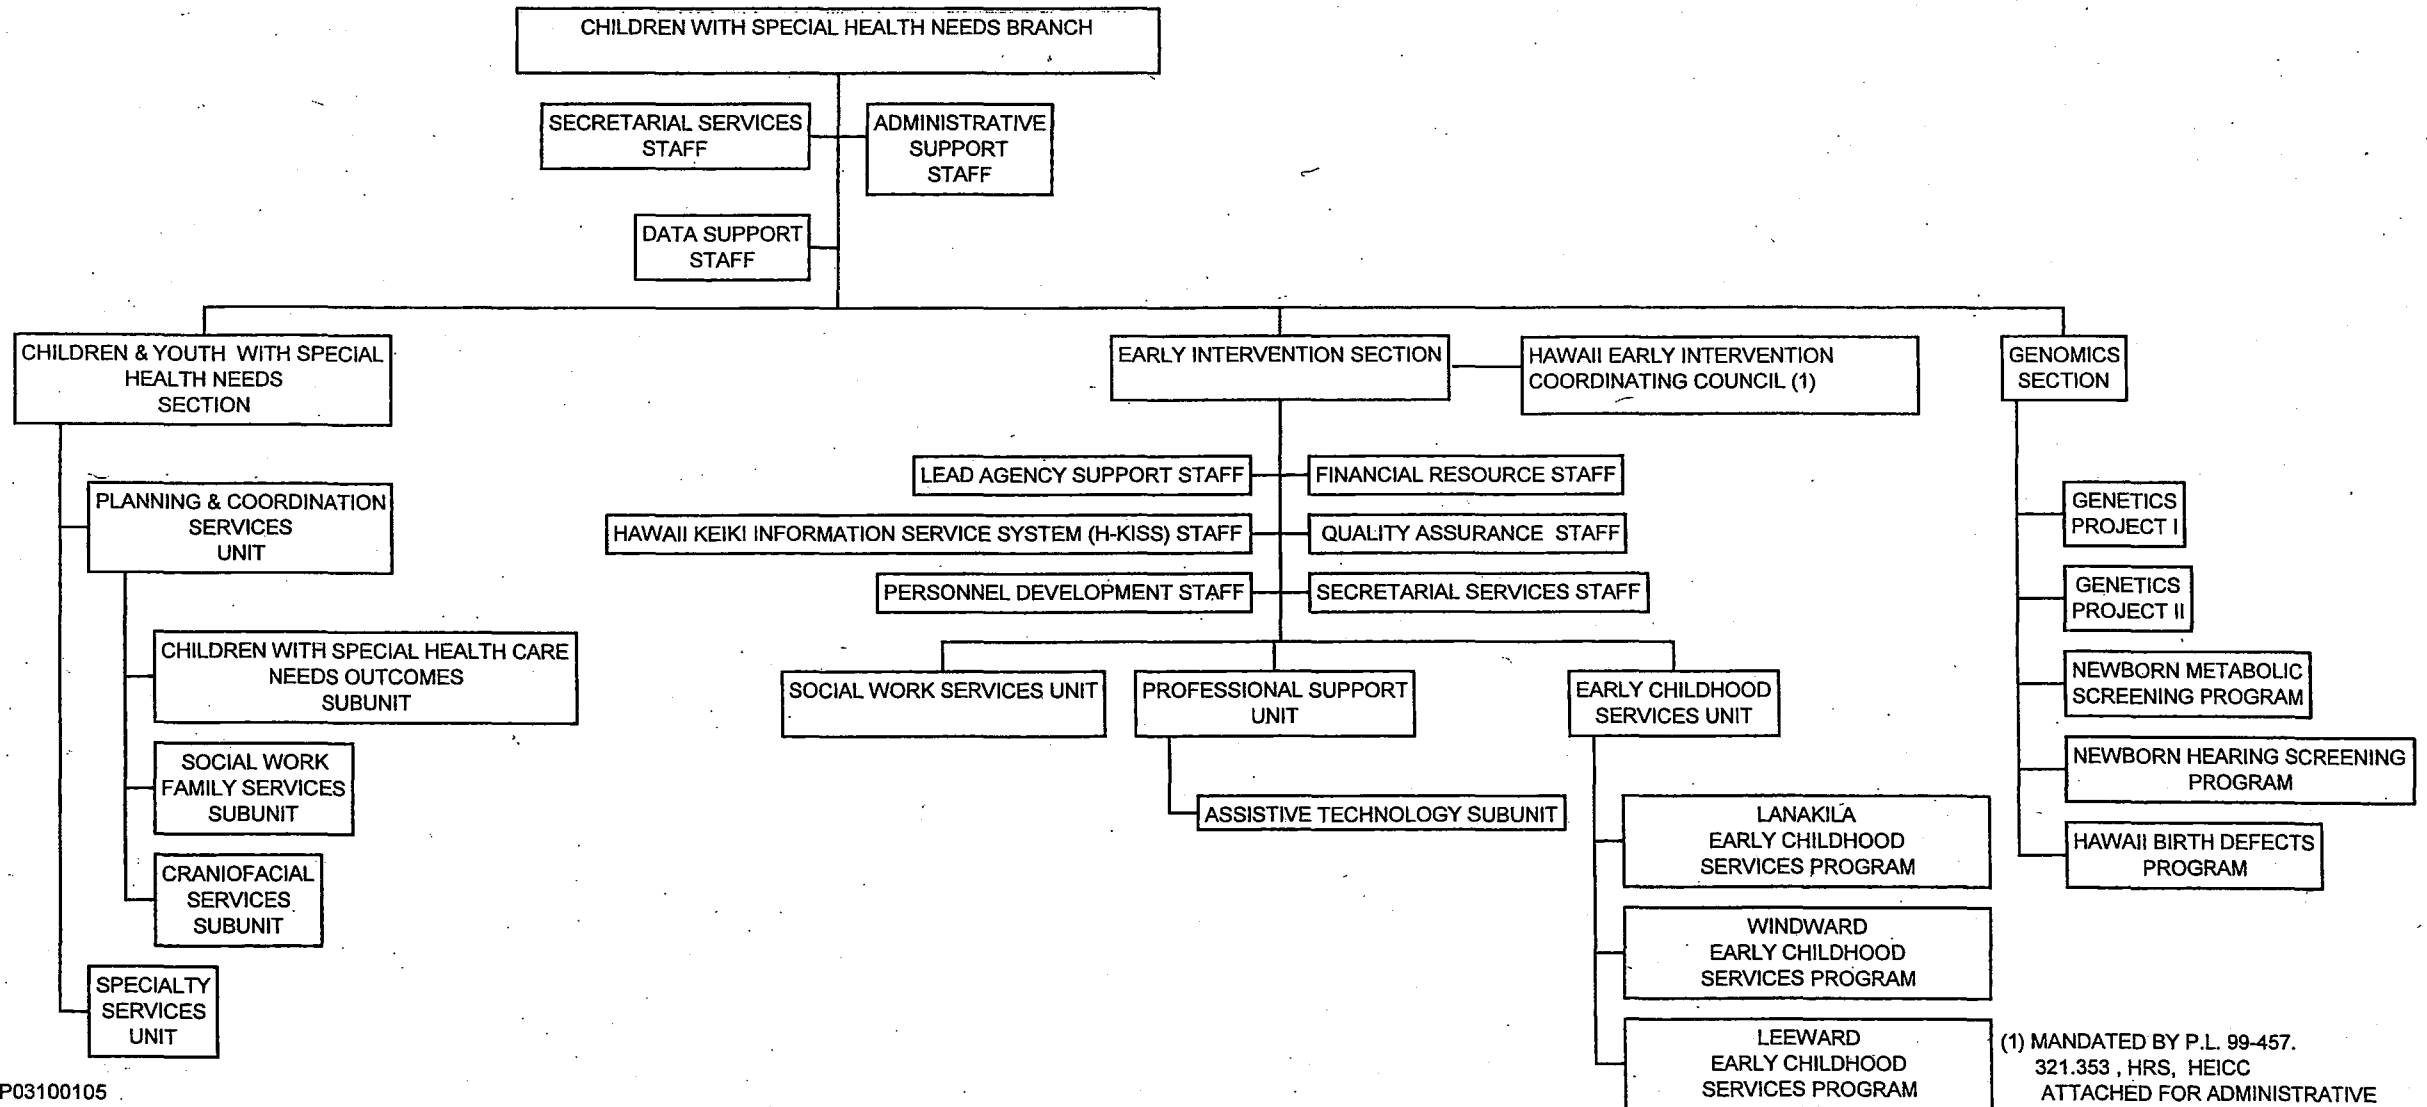 CHILDREN WITH SPECIAL HEALTH NEEDS BRANCH
SECRETARIAL SERVICES
STAFF
ADMINISTRATIVE
SUPPORT
STAFF
DATA SUPPORT
STAFF
CHILDREN & YOUTH WITH SPECIAL
HEALTH NEEDS
SECTION
EARLY INTERVENTION SECTION
HAWAII EARLY INTERVENTION
COORDINATING COUNCIL (1)
GENOMICS
SECTION
PLANNING & COORDINATION
SERVICES
UNIT
CHILDREN WITH SPECIAL HEALTH CARE
NEEDS OUTCOMES
SUBUNIT
SOCIAL WORK
FAMILY SERVICES
SUBUNIT
CRANIOFACIAL
SERVICES
SUBUNIT
SPECIALTY
SERVICES
UNIT
LEAD AGENCY SUPPORT STAFF
FINANCIAL RESOURCE STAFF
HAWAII KEIKI INFORMATION SERVICE SYSTEM (H-KISS) STAFF
QUALITY ASSURANCE STAFF
PERSONNEL DEVELOPMENT STAFF
SECRETARIAL SERVICES STAFF
SOCIAL WORK SERVICES UNIT
PROFESSIONAL SUPPORT
UNIT
ASSISTIVE TECHNOLOGY SUBUNIT
EARLY CHILDHOOD
SERVICES UNIT
LANAKILA
EARLY CHILDHOOD
SERVICES PROGRAM
WINDWARD
EARLY CHILDHOOD
SERVICES PROGRAM
LEEWARD
EARLY CHILDHOOD
SERVICES PROGRAM
GENETICS
PROJECT I
GENETICS
PROJECT II
NEWBORN METABOLIC
SCREENING PROGRAM
NEWBORN HEARING SCREENING
PROGRAM
HAWAII BIRTH DEFECTS
PROGRAM
(1) MANDATED BY P.L. 99-457.
321.353 , HRS, HEICC
ATTACHED FOR ADMINISTRATIVE
P03100105